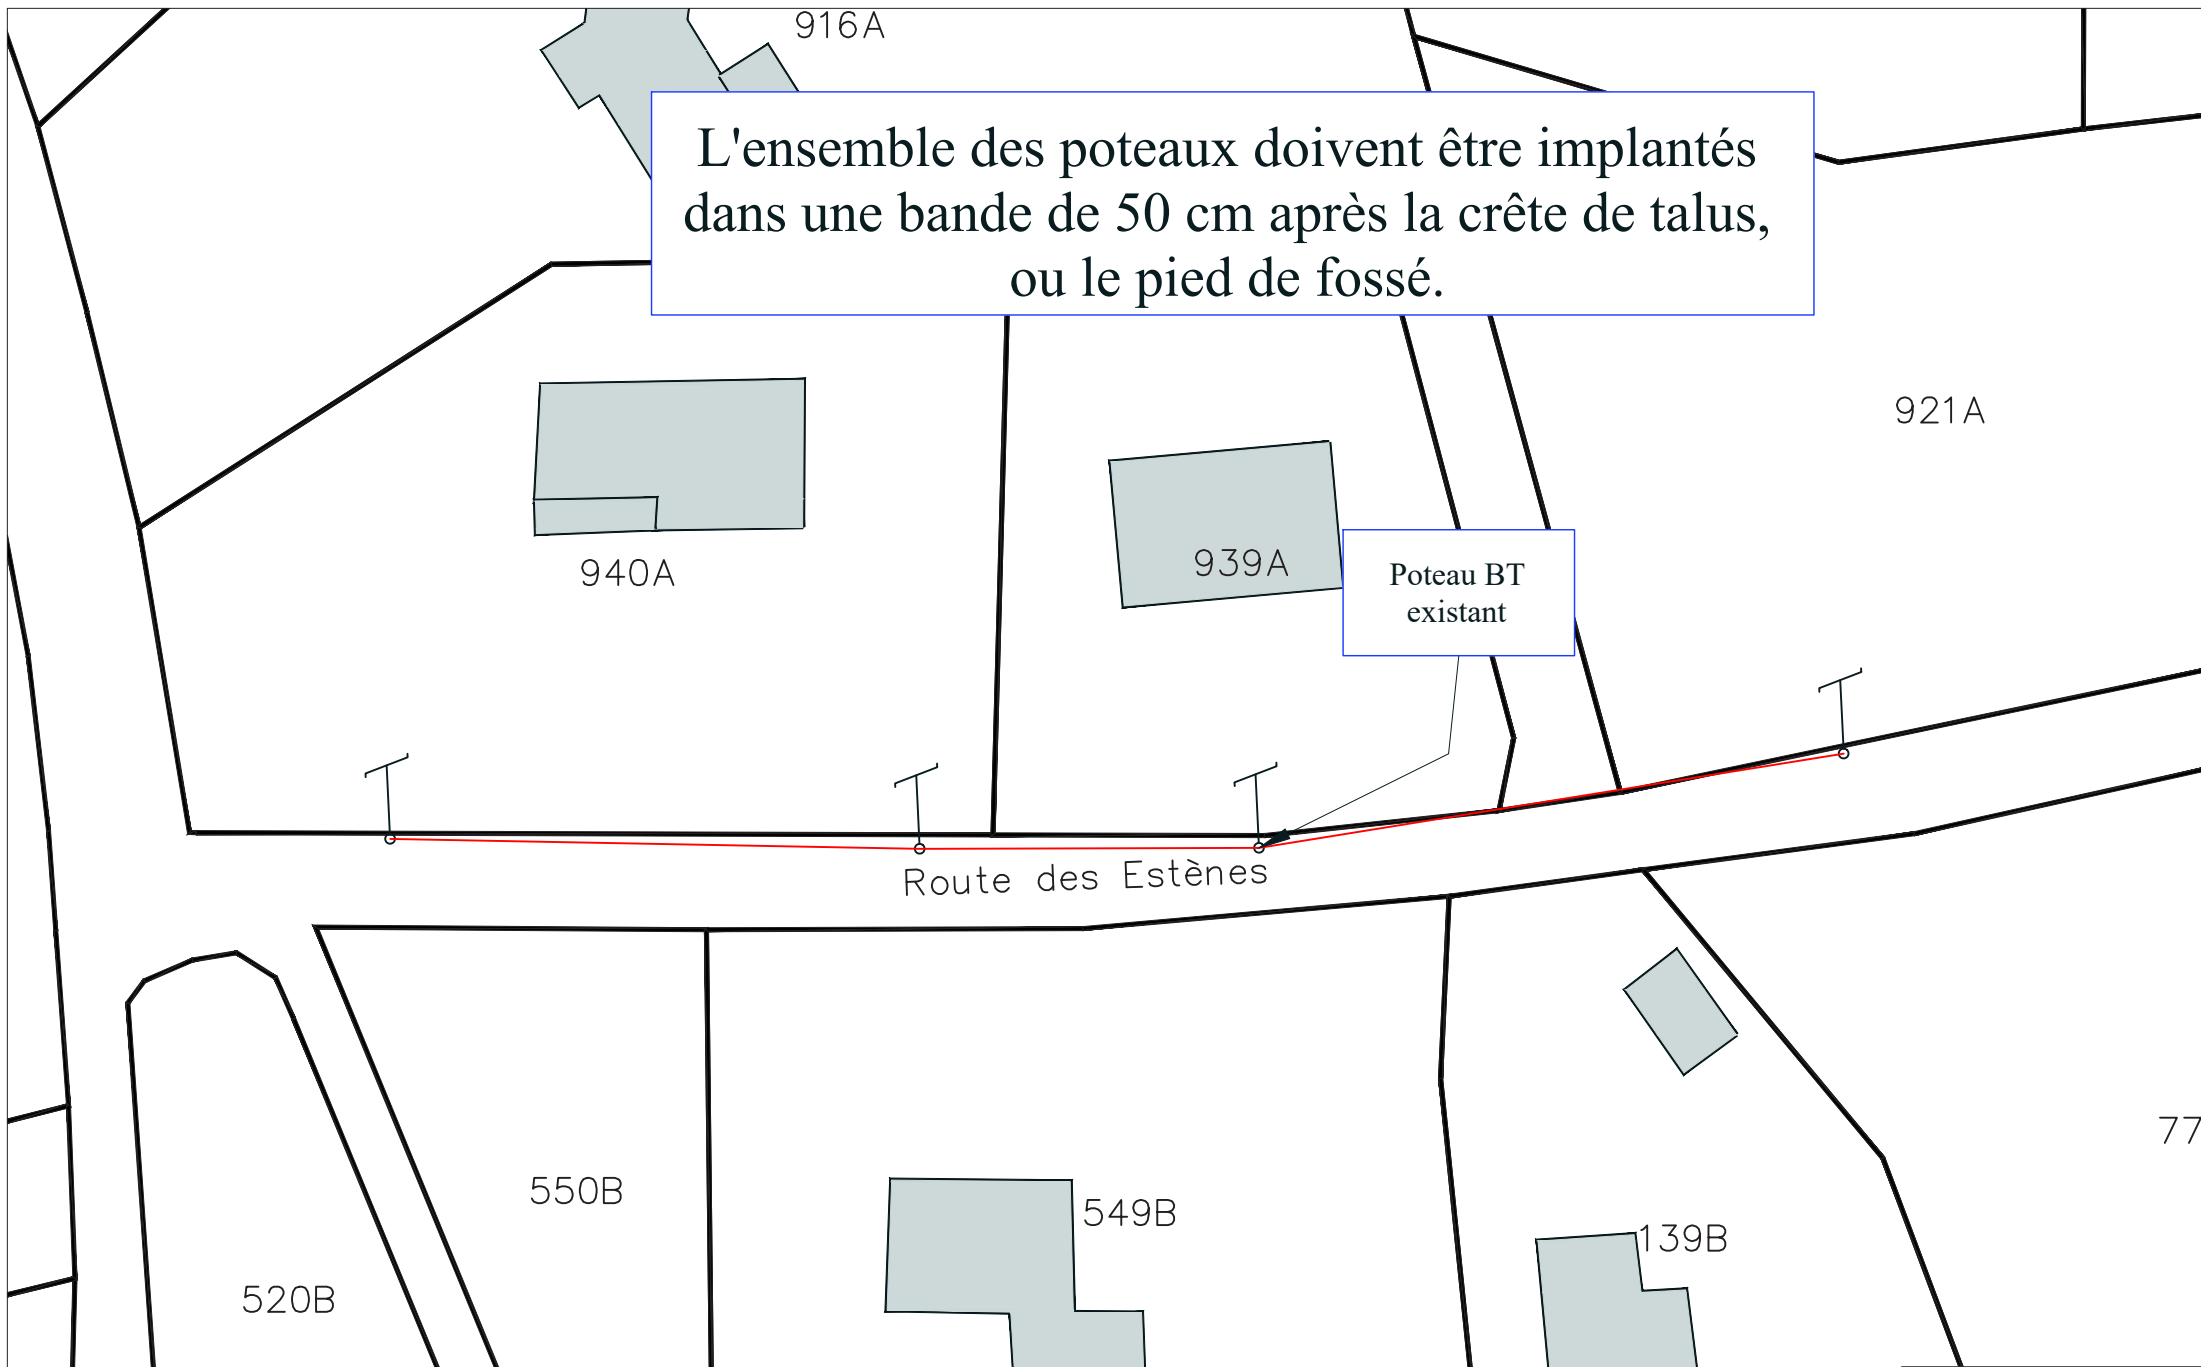 916A
L'ensemble des poteaux doivent être implantés
dans une bande de 50 cm après la crête de talus,
ou le pied de fossé.
921A
940A
939A
Poteau BT
existant
Route des Estènes
77
550B
549B
139B
520B